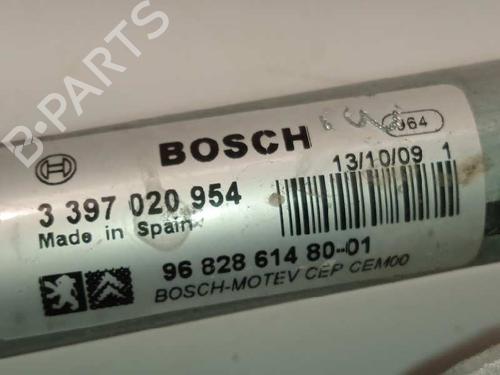 BOSCH
964
13/10/09 1
3 397 020 954
Made in Spain
96 828 614 80-01
BOSCH-MOTEV CEP CEM00
B-PARTS